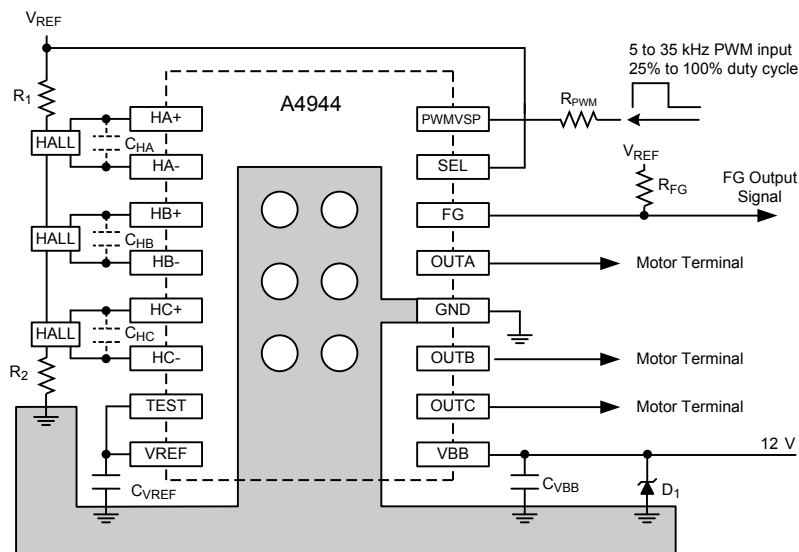 VREF
5 to 35 kHz PWM input
25% to 100% duty cycle
R1
A4944
HA+
PWMVSP
RPWM
HALL
CHA
HA-
SEL
VREF
RFG
FG Output
Signal
HB+
FG
HALL
CHB
HB-
OUTA
Motor Terminal
HC+
GND
HALL
CHC
HC-
OUTB
Motor Terminal
R2
TEST
OUTC
Motor Terminal
VREF
VBB
12 V
CVREF
CVBB
D1